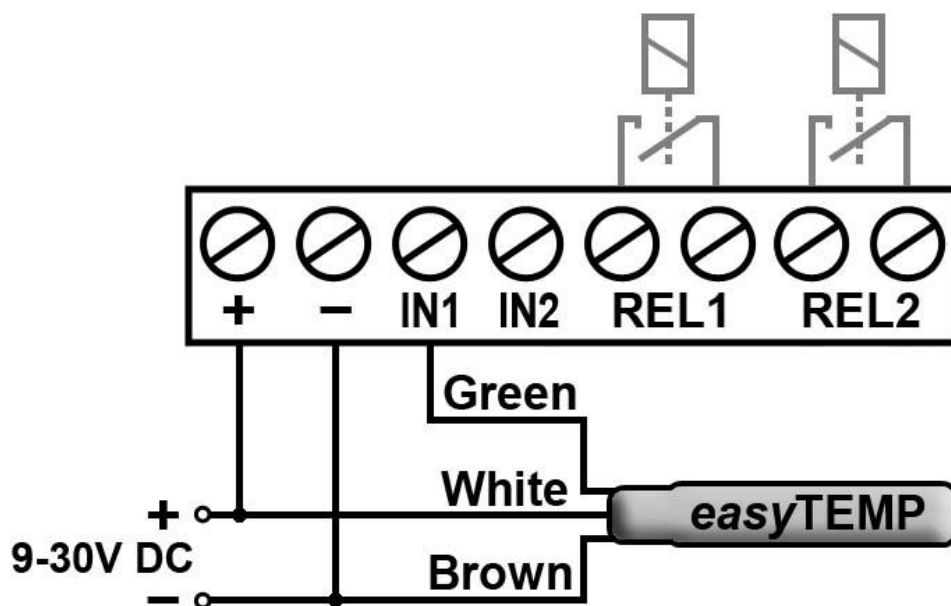 + − IN1 IN2 REL1 REL2
Green
White
easyTEMP
+
9-30V DC
Brown
−